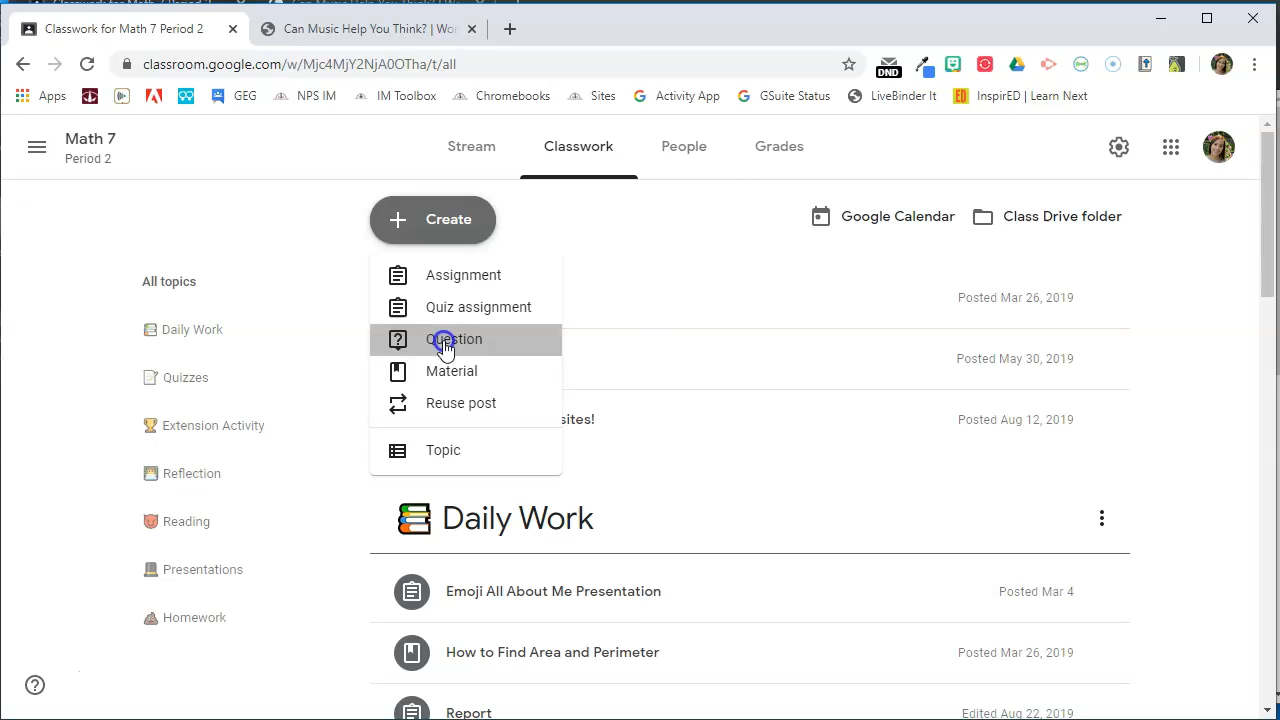 Classwork for Math 7 Period 2
Can Music Help You Think? | Wor
classroom.google.com/w/Mjc4MjY2NjA0OTha/t/all
DND
Apps
GEG
NPS IM
IM Toolbox
Chromebooks
Sites
Activity App
GSuite Status
LiveBinder It
InspirED | Learn Next
Math 7
Period 2
Stream
Classwork
People
Grades
Create
Google Calendar
Class Drive folder
All topics
Daily Work
Quizzes
Extension Activity
Reflection
Reading
Presentations
Homework
Assignment
Quiz assignment
Question
Material
Reuse post
Topic
Posted Mar 26, 2019
Posted May 30, 2019
sites!
Posted Aug 12, 2019
Daily Work
Emoji All About Me Presentation
Posted Mar 4
How to Find Area and Perimeter
Posted Mar 26, 2019
Report
Edited Aug 22, 2019